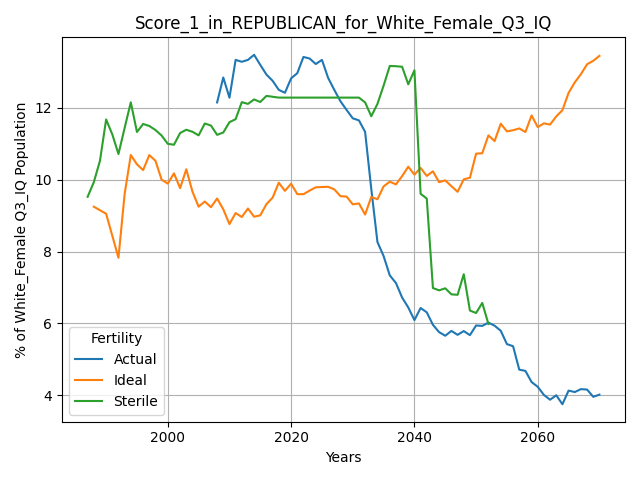 Score_1_in_REPUBLICAN_for_White_Female_Q3_IQ
% of White_Female Q3_IQ Population
12
10
8
6
4
Fertility
Actual
Ideal
Sterile
2000 2020 2040 2060
Years